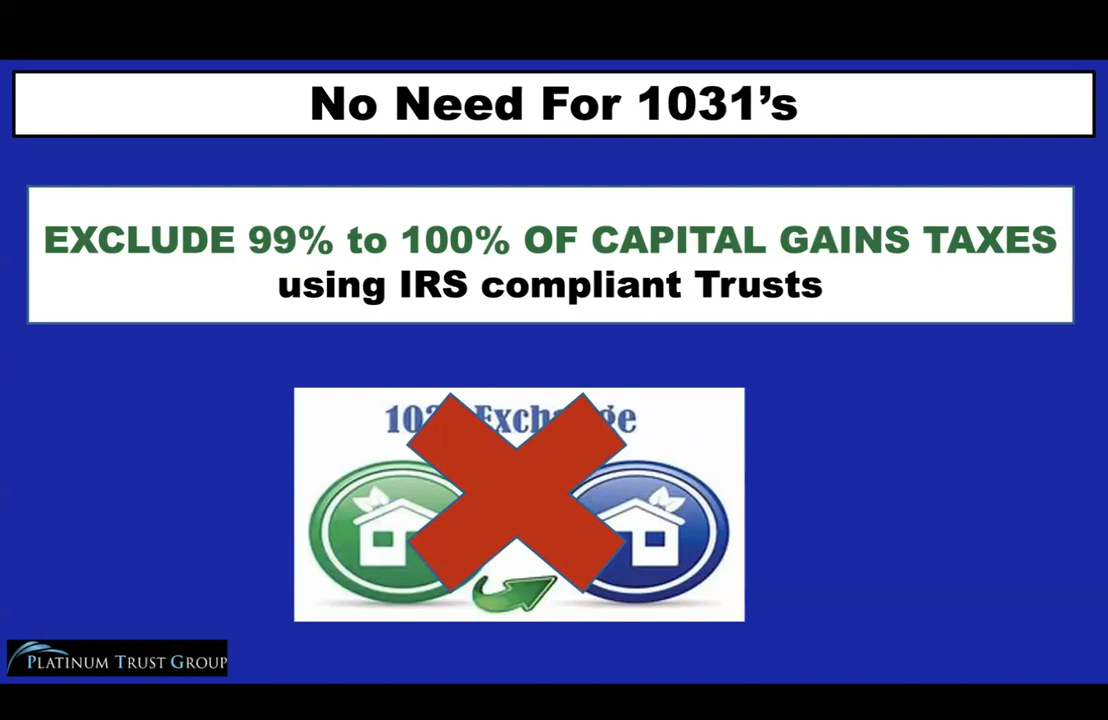 No Need For 1031's
EXCLUDE 99% to 100% OF CAPITAL GAINS TAXES
using IRS compliant Trusts
Exchange
PLATINUM TRUST GROUP